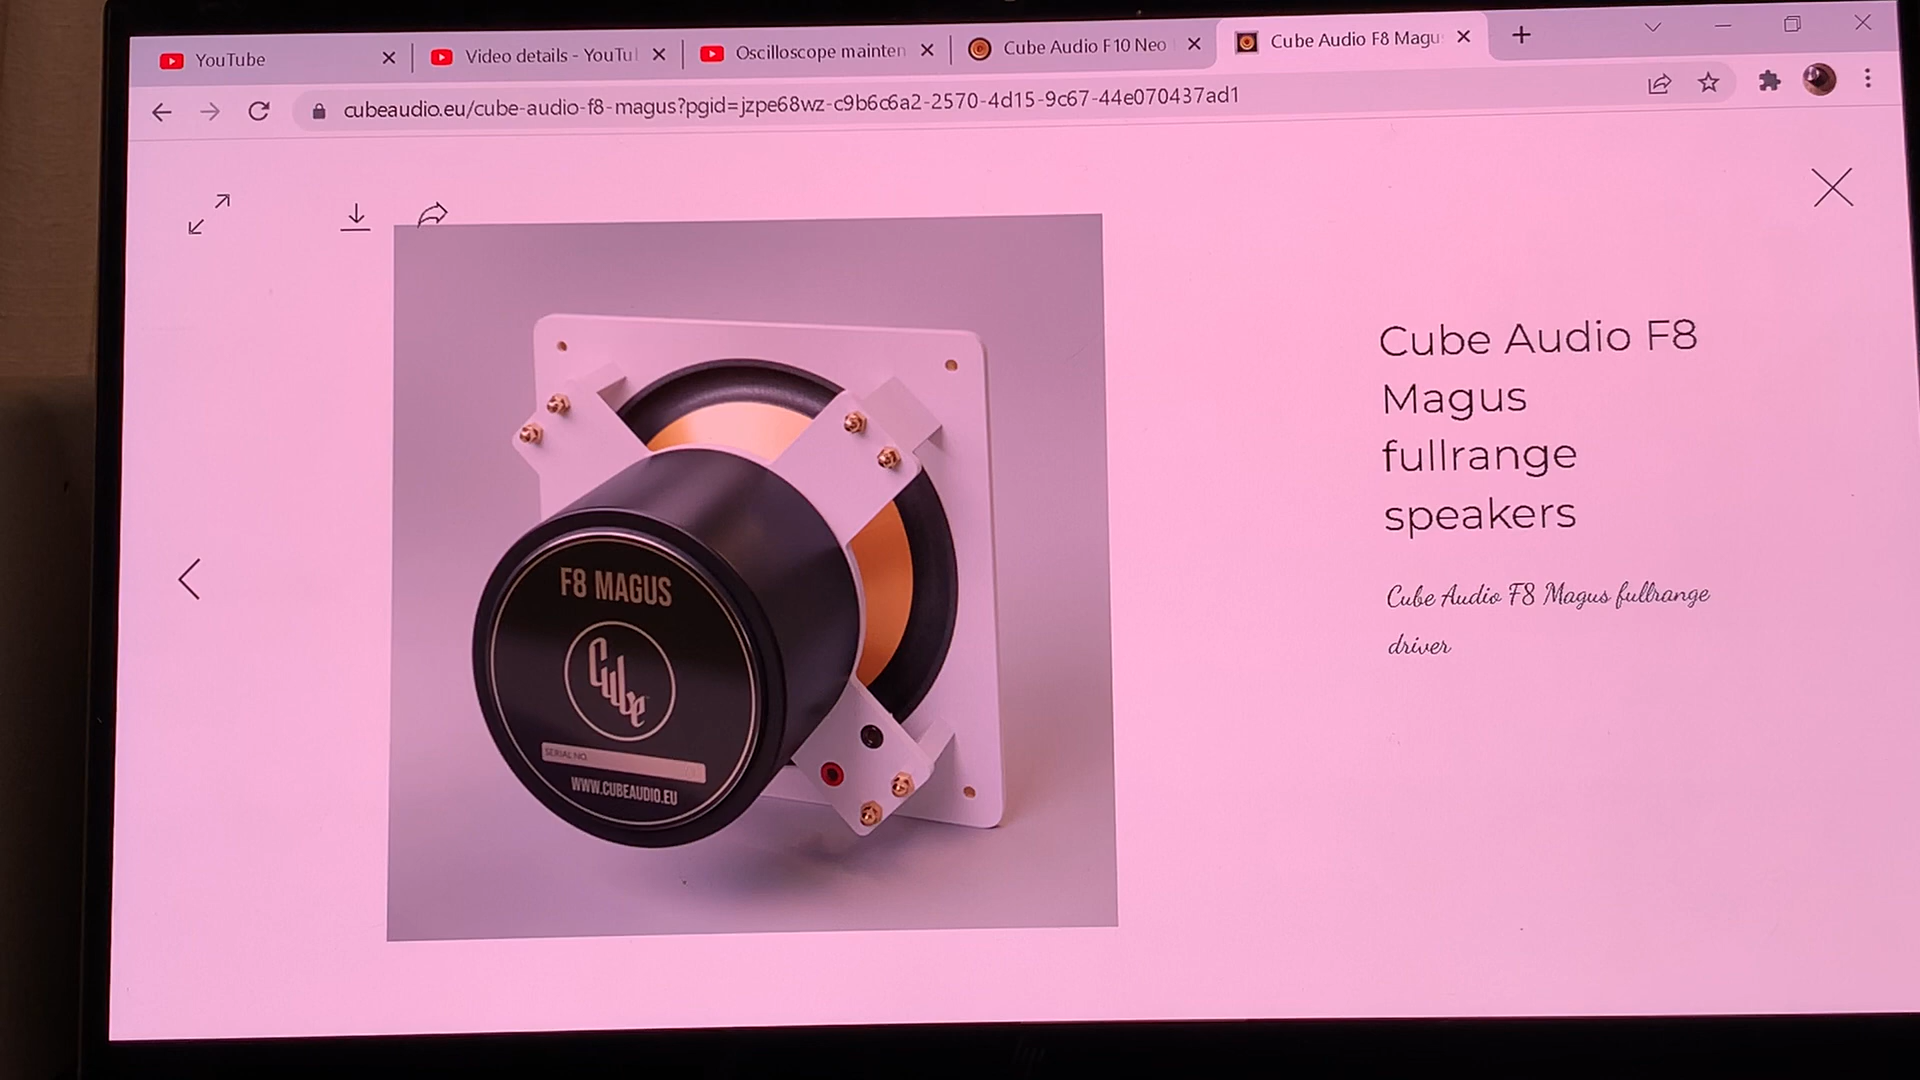 YouTube
Video details - YouTu
Oscilloscope mainten
Cube Audio F10 Neo
Cube Audio F8 Magu
cubeaudio.eu/cube-audio-f8-magus?pgid=jzpe68wz-c9b6c6a2-2570-4d15-9c67-44e070437ad1
Cube Audio F8
Magus
fullrange
speakers
Cube Audio F8 Magus fullrange
driver
F8 MAGUS
Cube
SERIAL NO.
WWW.CUBEAUDIO.EU